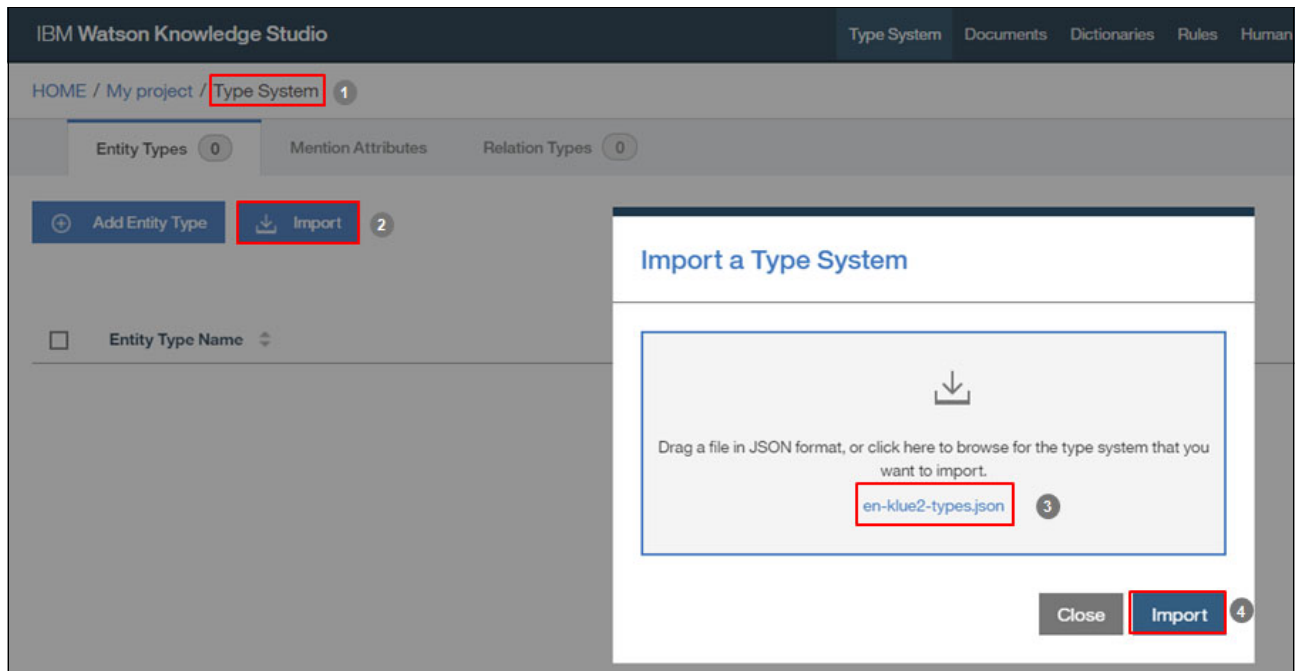 IBM Watson Knowledge Studio
Type System Documents Dictionaries Rules Human
HOME / My project / Type System 1
Entity Types 0 Mention Attributes Relation Types 0
Add Entity Type Import 2
Import a Type System
Entity Type Name
Drag a file in JSON format, or click here to browse for the type system that you
want to import.
en-klue2-types.json 3
Close Import 4